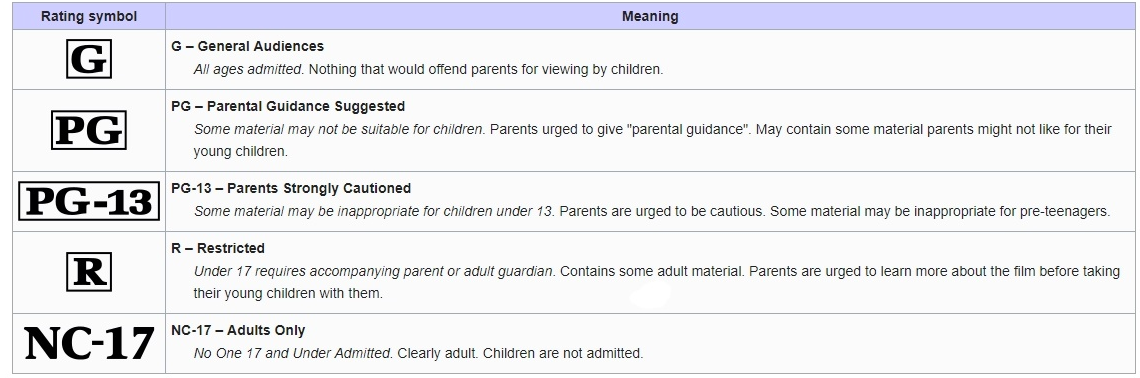 Rating symbol Meaning
G
G – General Audiences
All ages admitted. Nothing that would offend parents for viewing by children.
PG
PG – Parental Guidance Suggested
Some material may not be suitable for children. Parents urged to give "parental guidance". May contain some material parents might not like for their
young children.
PG-13
PG-13 – Parents Strongly Cautioned
Some material may be inappropriate for children under 13. Parents are urged to be cautious. Some material may be inappropriate for pre-teenagers.
R
R – Restricted
Under 17 requires accompanying parent or adult guardian. Contains some adult material. Parents are urged to learn more about the film before taking
their young children with them.
NC-17
NC-17 – Adults Only
No One 17 and Under Admitted. Clearly adult. Children are not admitted.